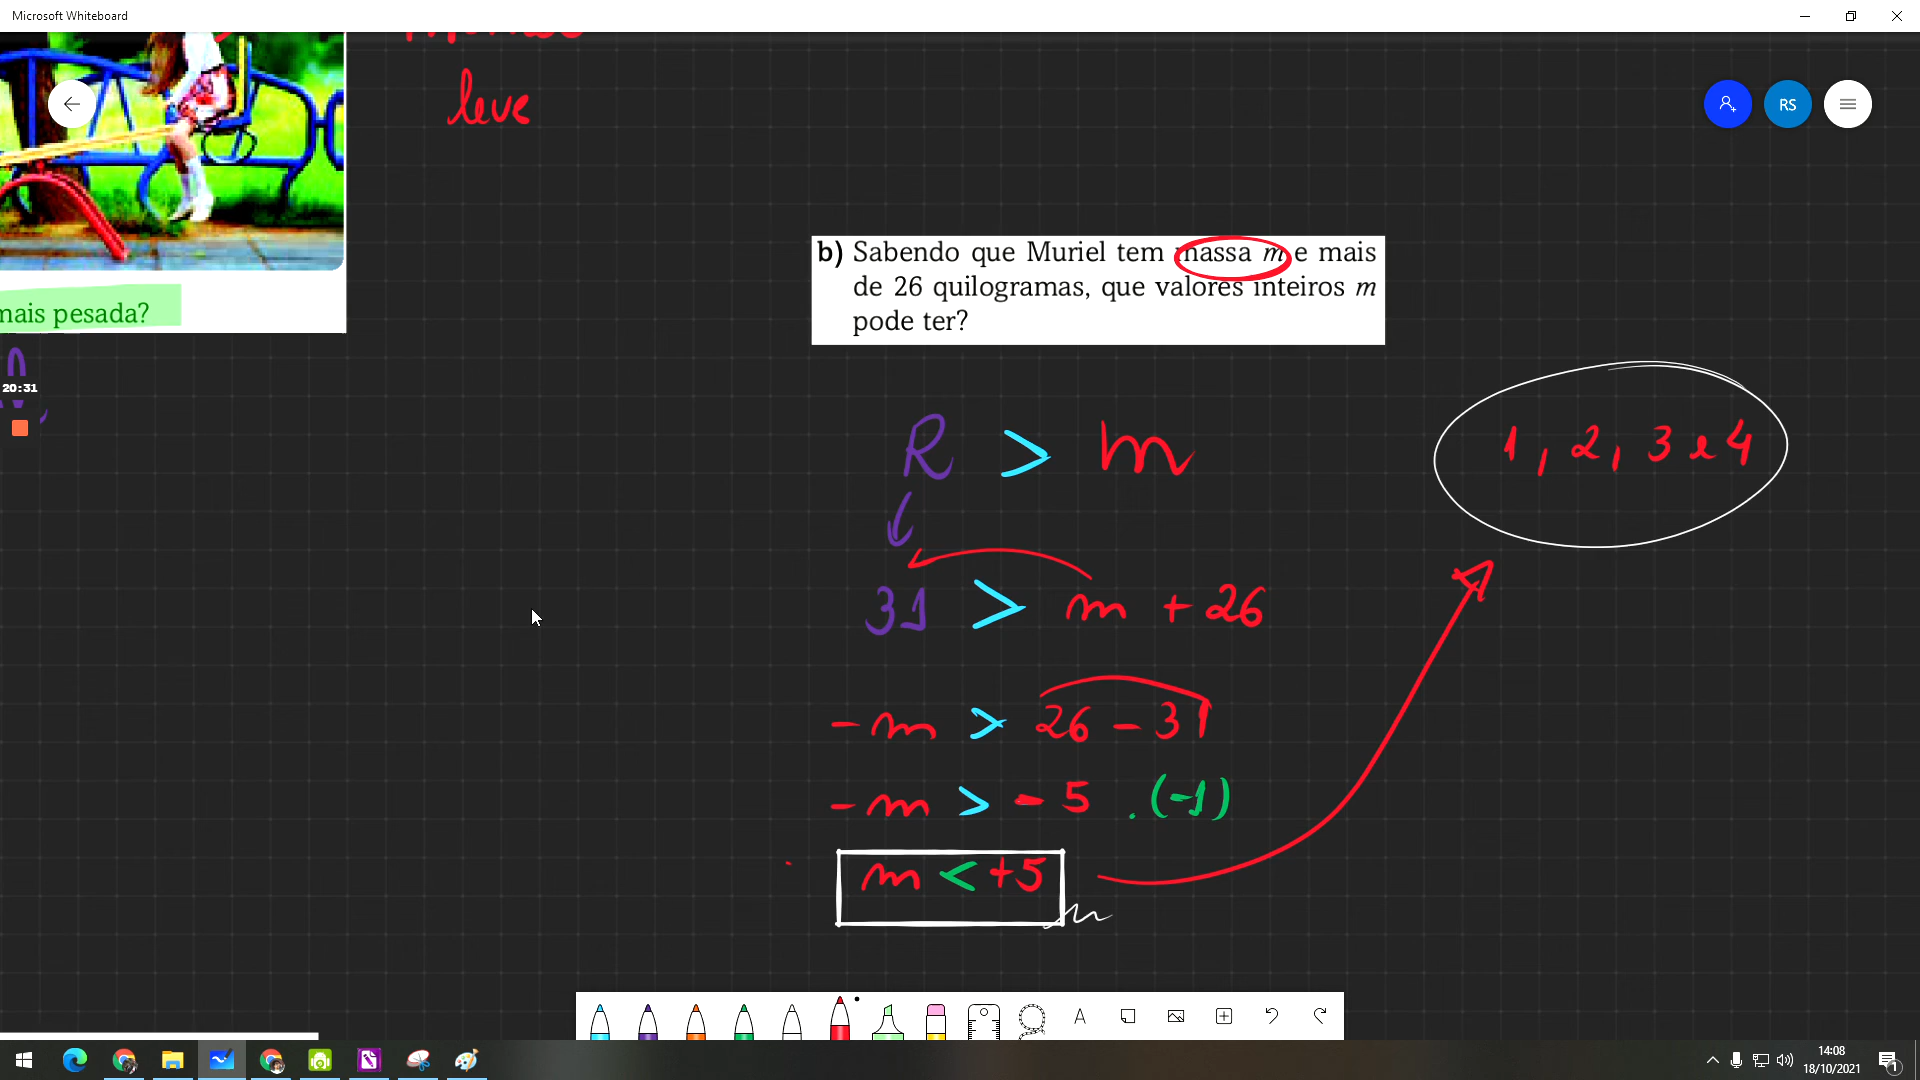 Microsoft Whiteboard
leve
RS
b) Sabendo que Muriel tem massa m e mais
de 26 quilogramas, que valores inteiros m
pode ter?
mais pesada?
20:31
R > m
1, 2, 3 e 4
31 > m + 26
-m > 26 - 31
-m > -5 .(-1)
m < +5
m
A
14:08
18/10/2021
1